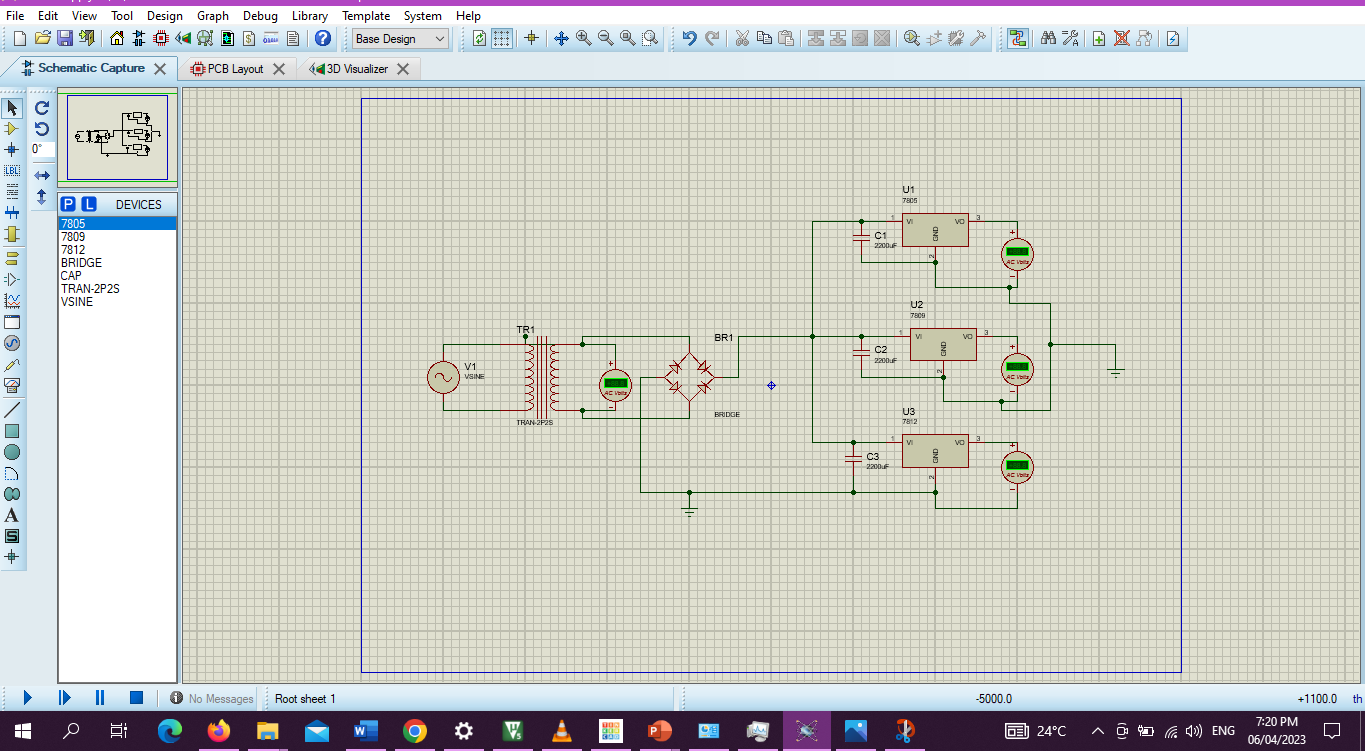 File Edit View Tool Design Graph Debug Library Template System Help
Base Design
Schematic Capture PCB Layout 3D Visualizer
0°
LBL
P L DEVICES
7805
7809
7812
BRIDGE
CAP
TRAN-2P2S
VSINE
A
S
U1
7805
1 VI VO 3
GND
2
C1
2200uF
+
AC Volts
U2
7809
1 VI VO 3
GND
2
C2
2200uF
+
AC Volts
TR1
BR1
V1
VSINE
+
AC Volts
TRAN-2P2S
BRIDGE
U3
7812
1 VI VO 3
GND
2
C3
2200uF
+
AC Volts
No Messages Root sheet 1 -5000.0 +1100.0 th
24°C ENG 7:20 PM
06/04/2023